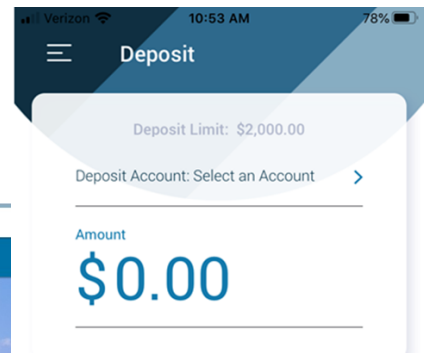 Verizon 10:53 AM 78%
Deposit
Deposit Limit: $2,000.00
Deposit Account: Select an Account
Amount
$0.00